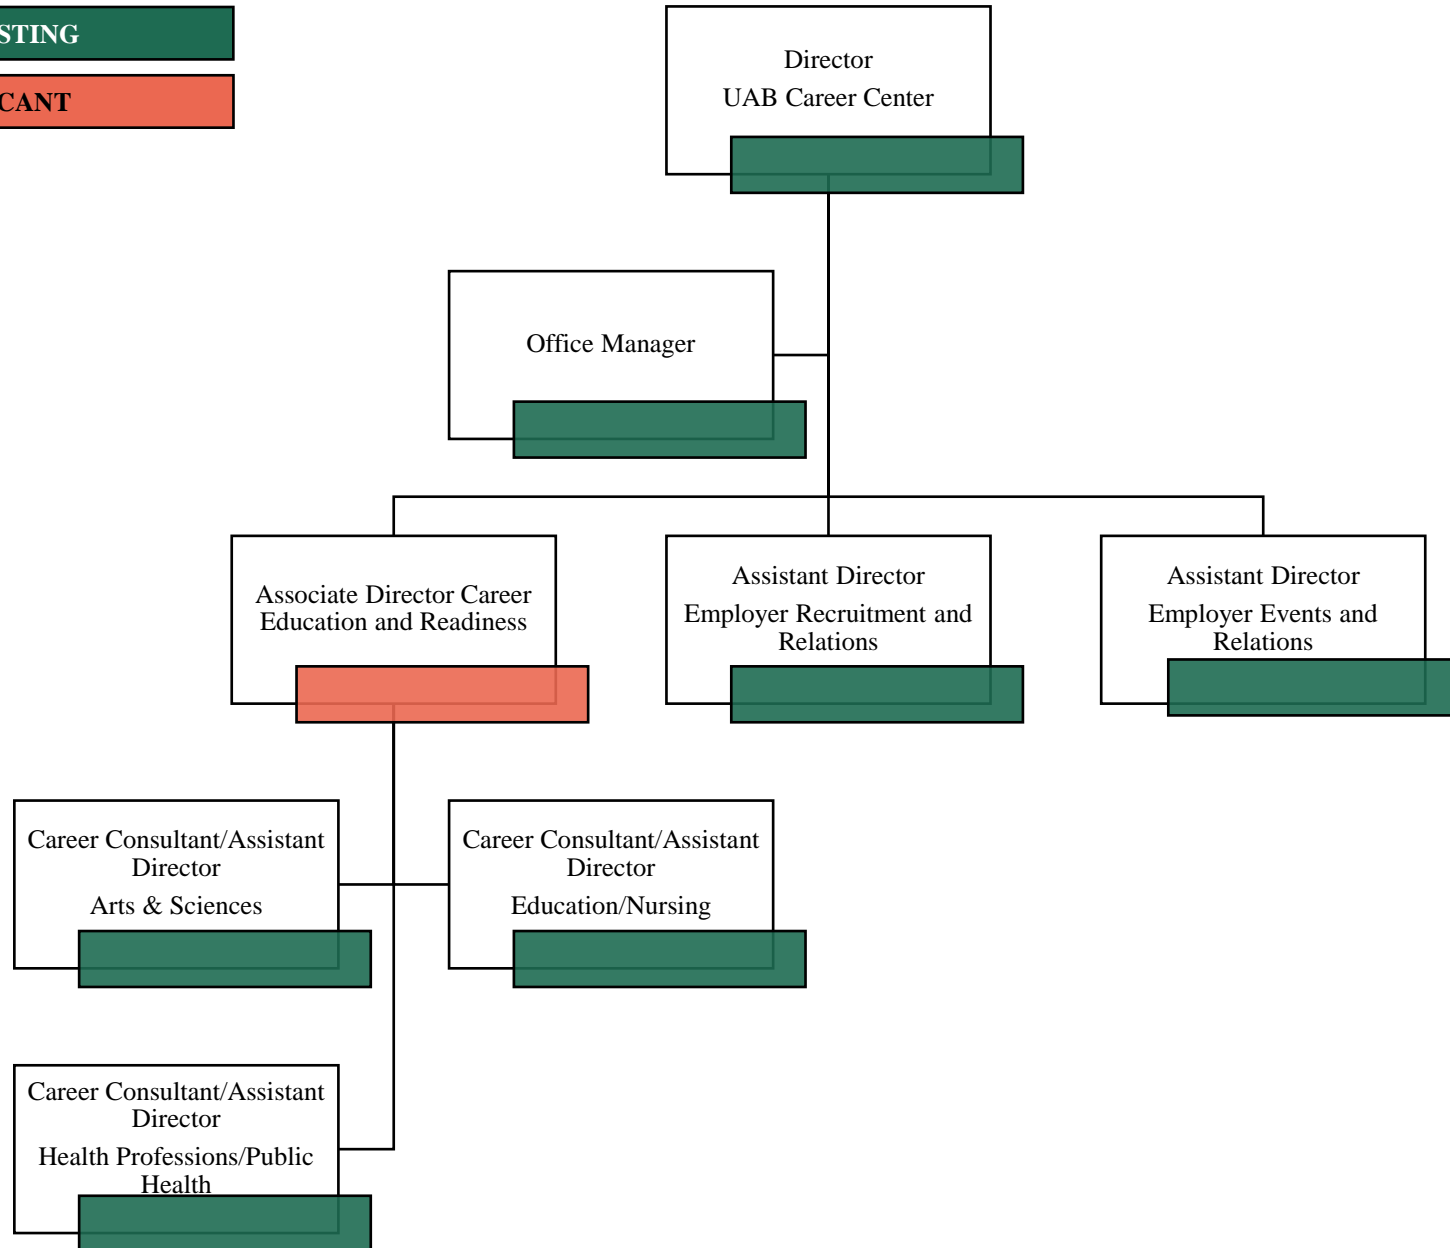 STING
CANT
Director
UAB Career Center
Office Manager
Associate Director Career
Education and Readiness
Assistant Director
Employer Recruitment and
Relations
Assistant Director
Employer Events and
Relations
Career Consultant/Assistant
Director
Arts & Sciences
Career Consultant/Assistant
Director
Education/Nursing
Career Consultant/Assistant
Director
Health Professions/Public
Health